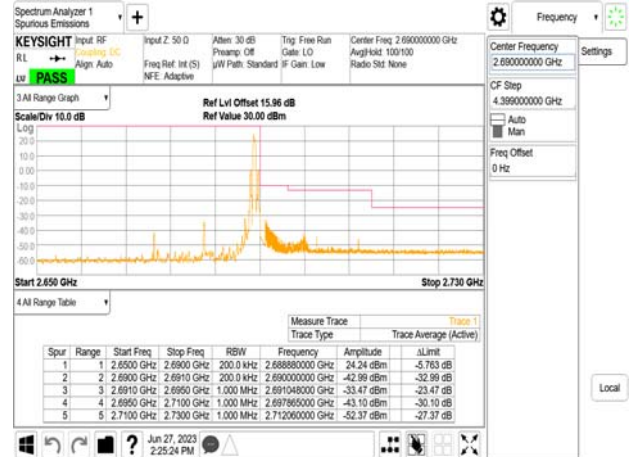 Spectrum Analyzer 1
Spurious Emissions
Frequency
KEYSIGHT Input: RF Input Z: 50 Ω Atten: 30 dB Trig: Free Run Center Freq: 2.690000000 GHz
RL Coupling: DC Preamp: Off Gate: LO Avg|Hold: 100/100
Align: Auto Freq Ref: Int (S) µW Path: Standard IF Gain: Low Radio Std: None
NFE: Adaptive
PASS
Center Frequency
2.690000000 GHz
Settings
CF Step
4.399000000 GHz
Auto
Man
Freq Offset
0 Hz
3 All Range Graph
Ref Lvl Offset 15.96 dB
Scale/Div 10.0 dB Ref Value 30.00 dBm
Log
20.0
10.0
0.00
-10.0
-20.0
-30.0
-40.0
-50.0
-60.0
Start 2.650 GHz Stop 2.730 GHz
4 All Range Table
Measure Trace Trace 1
Trace Type Trace Average (Active)
Spur Range Start Freq Stop Freq RBW Frequency Amplitude ΔLimit
1 1 2.6500 GHz 2.6900 GHz 200.0 kHz 2.688880000 GHz 24.24 dBm -5.763 dB
2 2 2.6900 GHz 2.6910 GHz 200.0 kHz 2.690000000 GHz -42.99 dBm -32.99 dB
3 3 2.6910 GHz 2.6950 GHz 1.000 MHz 2.691048000 GHz -33.47 dBm -23.47 dB
4 4 2.6950 GHz 2.7100 GHz 1.000 MHz 2.697865000 GHz -43.10 dBm -30.10 dB
5 5 2.7100 GHz 2.7300 GHz 1.000 MHz 2.712060000 GHz -52.37 dBm -27.37 dB
Local
Jun 27, 2023
2:25:24 PM